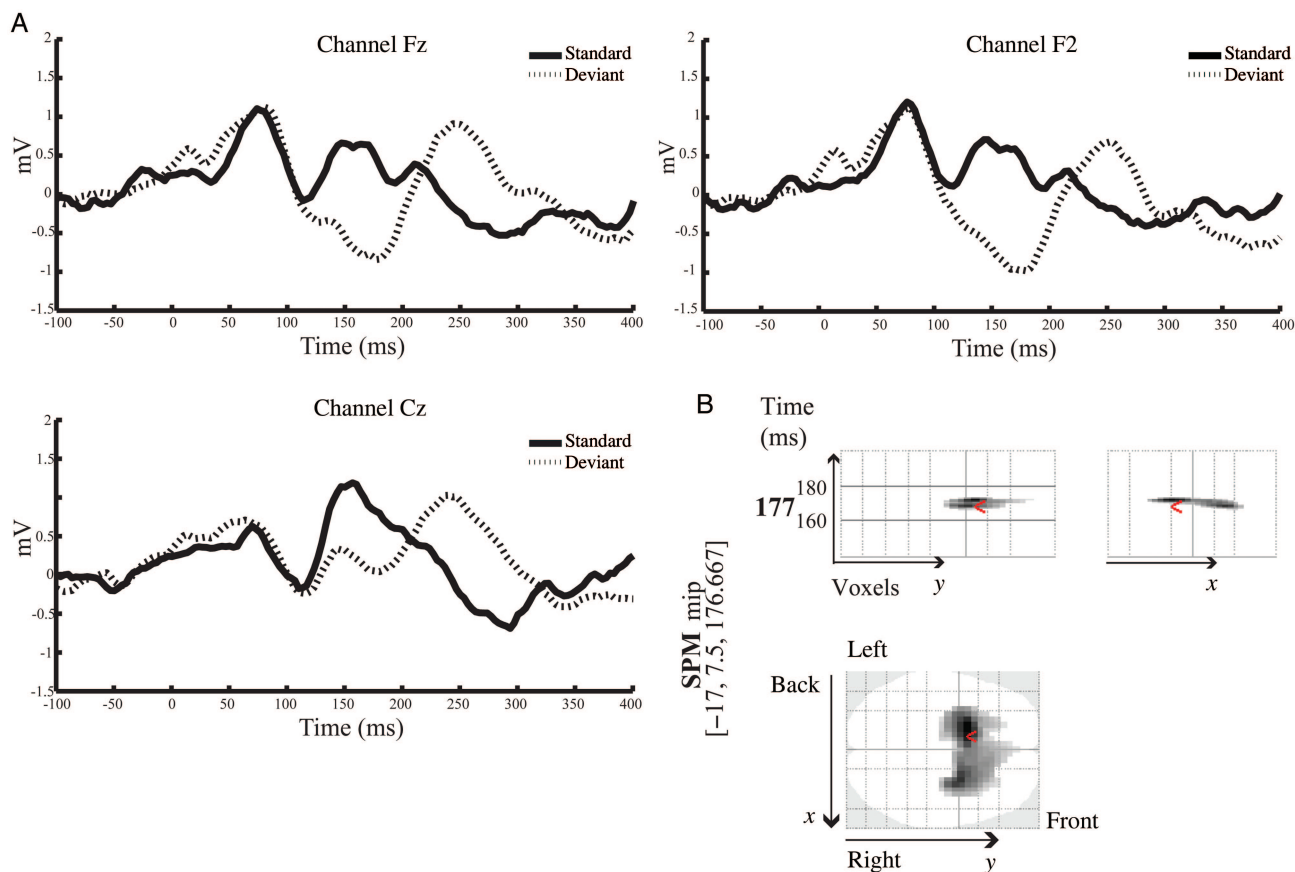 A
Channel Fz
Standard
Deviant
mV
2
1.5
1
0.5
0
-0.5
-1
-1.5
-100 -50 0 50 100 150 200 250 300 350 400
Time (ms)
Channel F2
Standard
Deviant
mV
2
1.5
1
0.5
0
-0.5
-1
-1.5
-100 -50 0 50 100 150 200 250 300 350 400
Time (ms)
Channel Cz
Standard
Deviant
mV
2
1.5
1
0.5
0
-0.5
-1
-1.5
-100 -50 0 50 100 150 200 250 300 350 400
Time (ms)
B
Time
(ms)
180
177
160
Voxels y
x
SPM mip
[−17, 7.5, 176.667]
Left
Back
x
Front
Right y